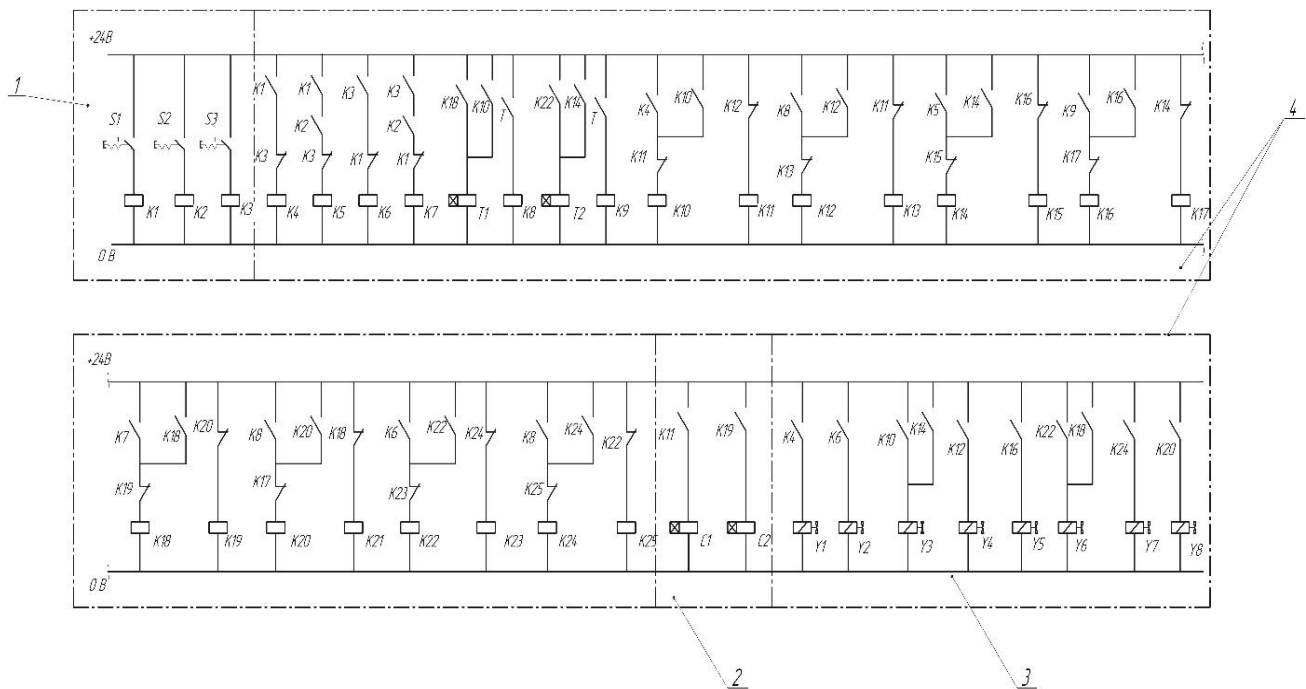 +24В
1
S1 S2 S3
K1 K1 K3 K3 K18 K10 T K22 K14 T K4 K10 K12 K8 K12 K11 K5 K14 K16 K9 K16 K14
K2 K2
K3 K3 K1 K1 K11 K13 K15 K17
K1 K2 K3 K4 K5 K6 K7 T1 K8 T2 K9 K10 K11 K12 K13 K14 K15 K16 K17
0 В
4
+24В
K7 K18 K20 K8 K20 K18 K6 K22 K24 K8 K24 K22 K11 K19 K4 K6 K10 K14 K12 K16 K22 K18 K24 K20
K19 K17 K23 K25
K18 K19 K20 K21 K22 K23 K24 K25 C1 C2 Y1 Y2 Y3 Y4 Y5 Y6 Y7 Y8
0 В
2
3